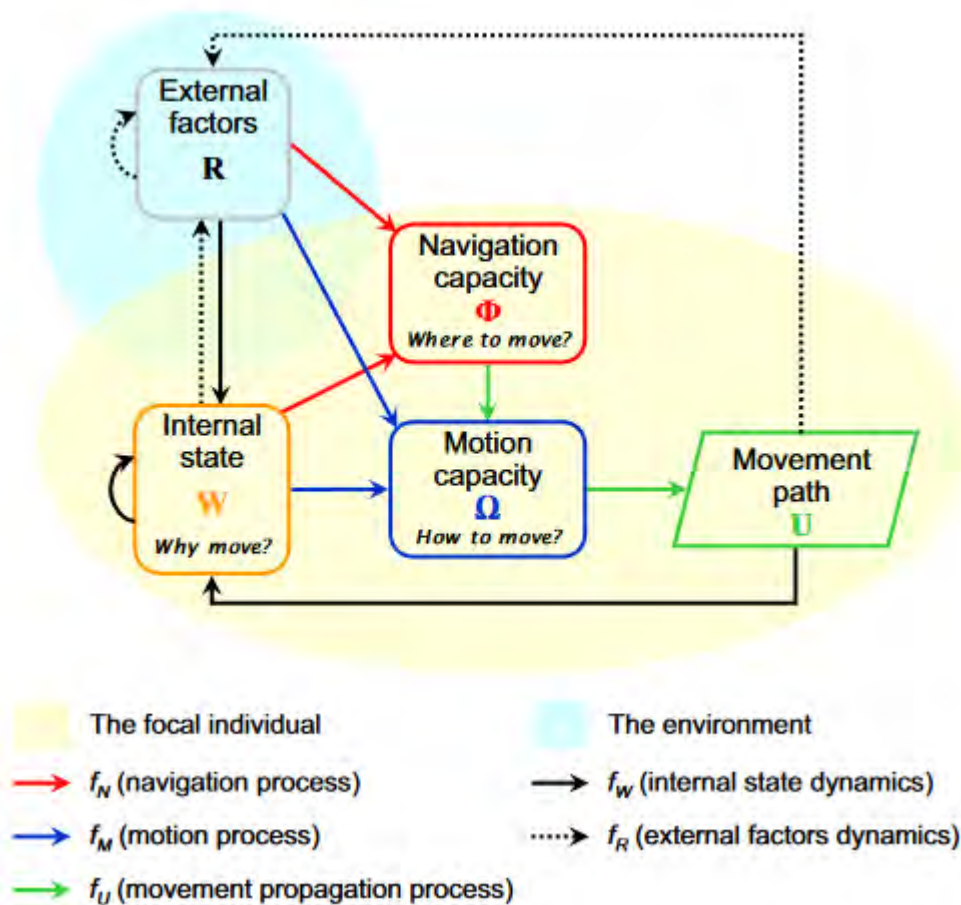 External
factors
R
Navigation
capacity
Φ
Where to move?
Internal
state
W
Why move?
Motion
capacity
Ω
How to move?
Movement
path
U
The focal individual
The environment
f_N (navigation process)
f_W (internal state dynamics)
f_M (motion process)
f_R (external factors dynamics)
f_U (movement propagation process)